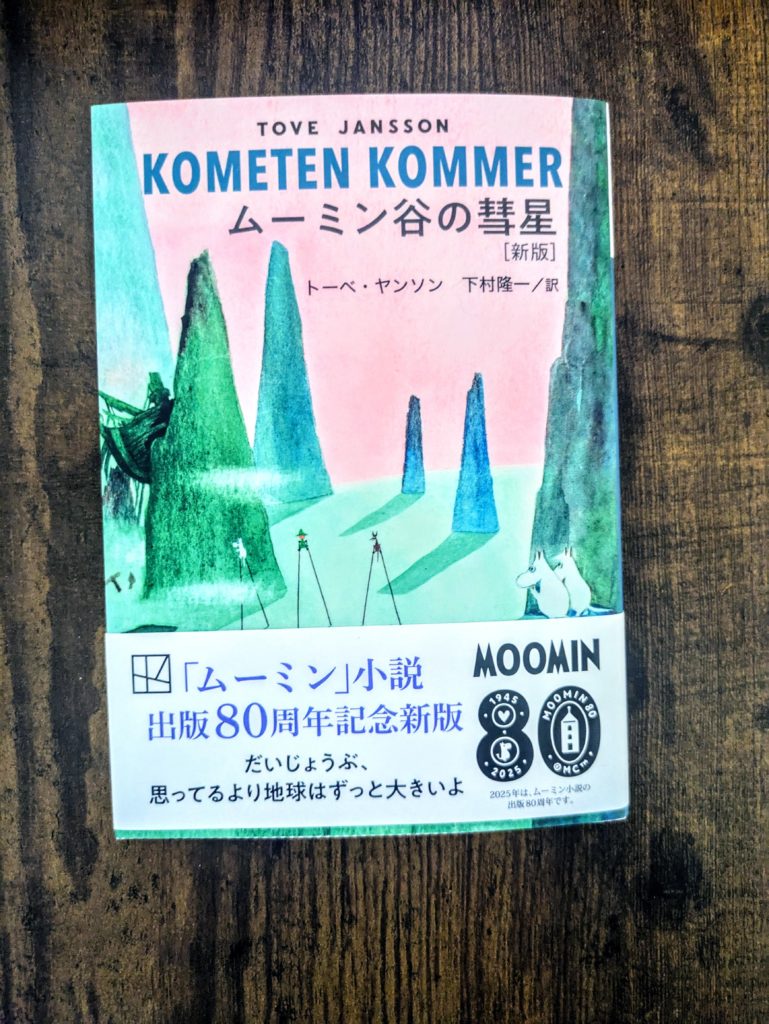 TOVE JANSSON
KOMETEN KOMMER
ムーミン谷の彗星
[新版]
トーベ・ヤンソン 下村隆一/訳
「ムーミン」小説
出版80周年記念新版
だいじょうぶ、
思ってるより地球はずっと大きいよ
MOOMIN
80
1945
2025
MOOMIN 80
©MCm
2025年は、ムーミン小説の
出版80周年です。